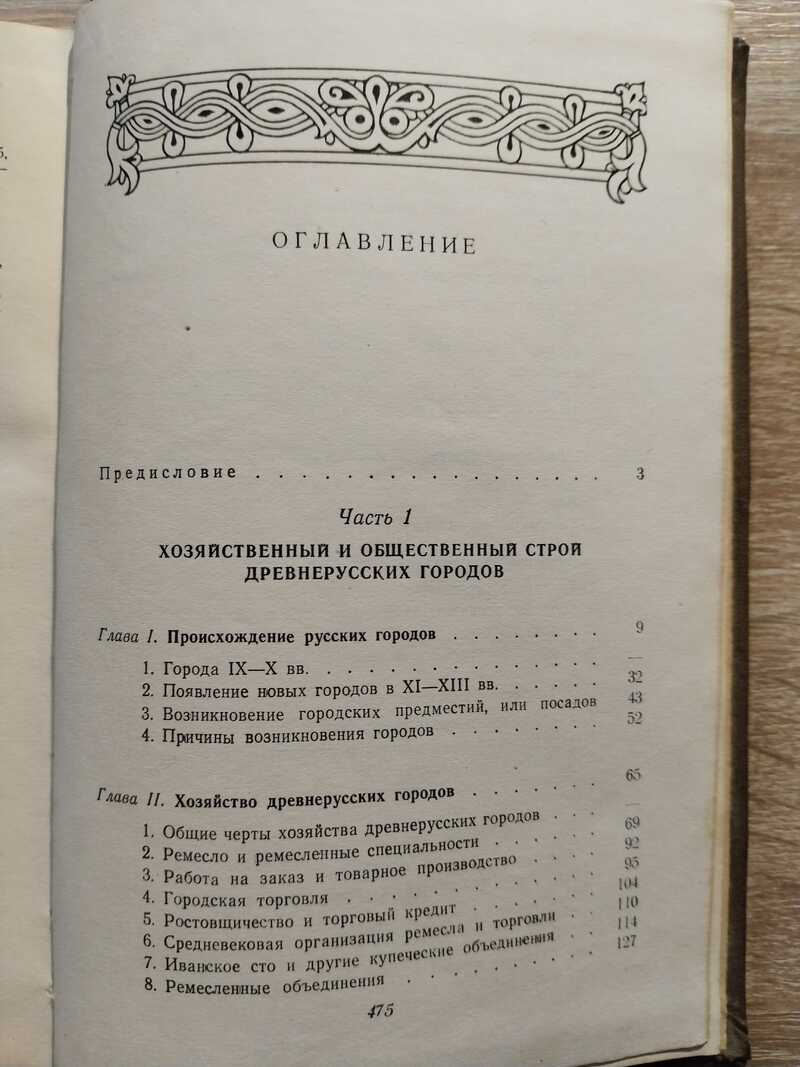 ОГЛАВЛЕНИЕ
Предисловие . . . . . . . . . . . . . . . . . 3
Часть 1
ХОЗЯЙСТВЕННЫЙ И ОБЩЕСТВЕННЫЙ СТРОЙ
ДРЕВНЕРУССКИХ ГОРОДОВ
Глава I. Происхождение русских городов . . . . . . . . 9
1. Города IX—X вв. . . . . . . . . . . . . . —
2. Появление новых городов в XI—XIII вв. . . . . . 32
3. Возникновение городских предместий, или посадов 43
4. Причины возникновения городов . . . . . . . . 52
Глава II. Хозяйство древнерусских городов . . . . . . . 65
1. Общие черты хозяйства древнерусских городов . . . —
2. Ремесло и ремесленные специальности . . . . . . 69
3. Работа на заказ и товарное производство . . . . 92
4. Городская торговля . . . . . . . . . . . . 95
5. Ростовщичество и торговый кредит . . . . . . . 104
6. Средневековая организация ремесла и торговли . . 110
7. Иванское сто и другие купеческие объединения . . 114
8. Ремесленные объединения . . . . . . . . . . 127
475